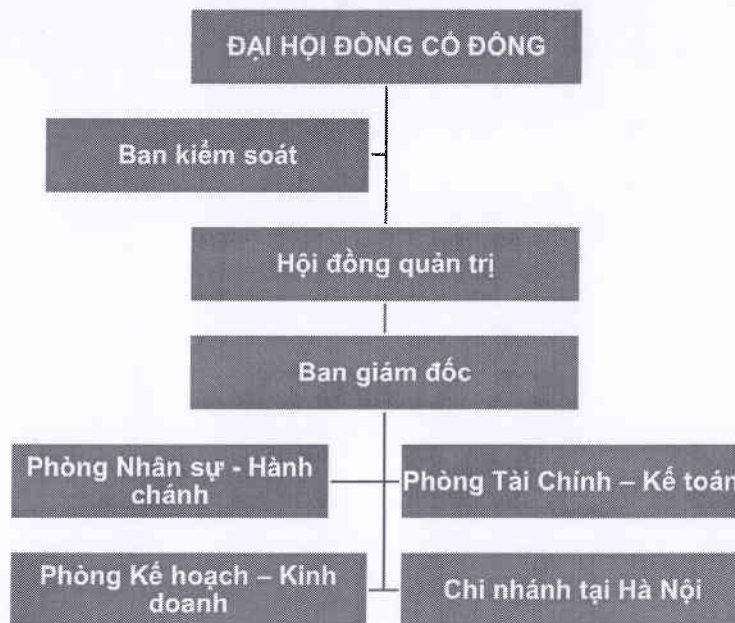 ĐẠI HỘI ĐỒNG CỔ ĐÔNG
Ban kiểm soát
Hội đồng quản trị
Ban giám đốc
Phòng Nhân sự - Hành
chánh
Phòng Tài Chính – Kế toán
Phòng Kế hoạch – Kinh
doanh
Chi nhánh tại Hà Nội